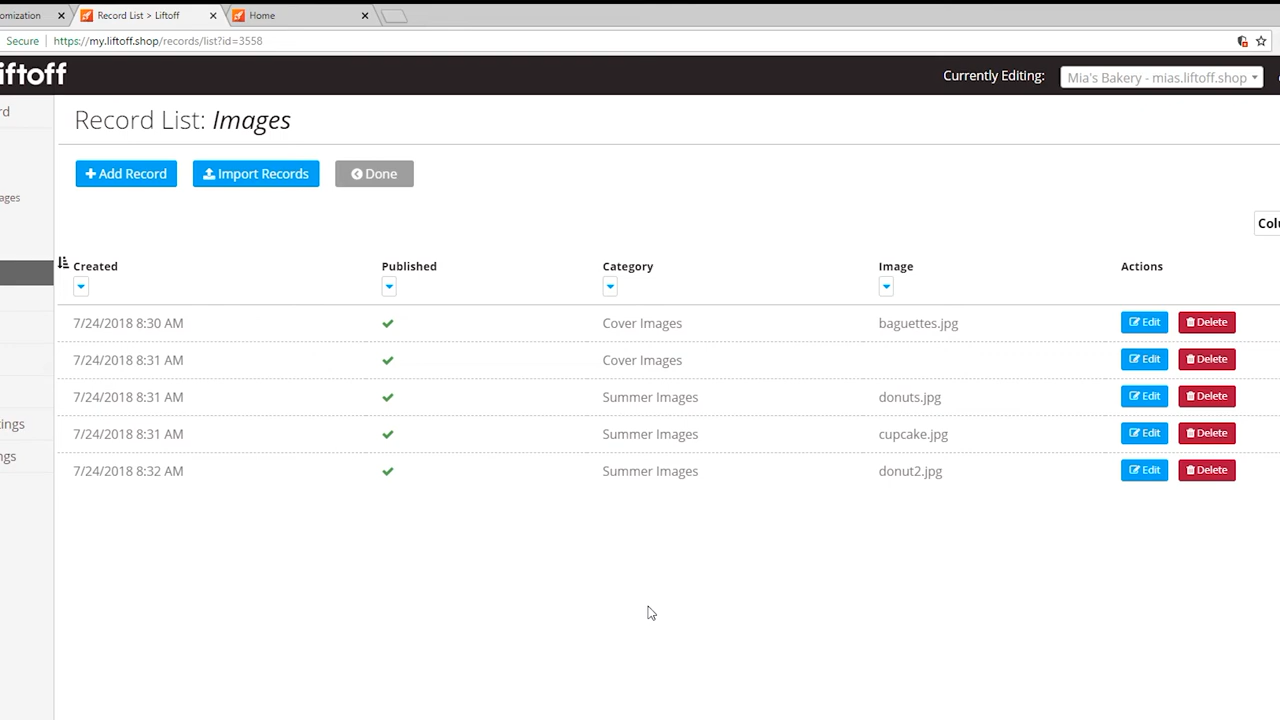 omization Record List > Liftoff Home
Secure https://my.liftoff.shop/records/list?id=3558
iftoff Currently Editing: Mia's Bakery - mias.liftoff.shop
rd
Record List: Images
Add Record Import Records Done
ages
Colu
Created Published Category Image Actions
7/24/2018 8:30 AM Cover Images baguettes.jpg Edit Delete
7/24/2018 8:31 AM Cover Images Edit Delete
7/24/2018 8:31 AM Summer Images donuts.jpg Edit Delete
tings
7/24/2018 8:31 AM Summer Images cupcake.jpg Edit Delete
ngs
7/24/2018 8:32 AM Summer Images donut2.jpg Edit Delete